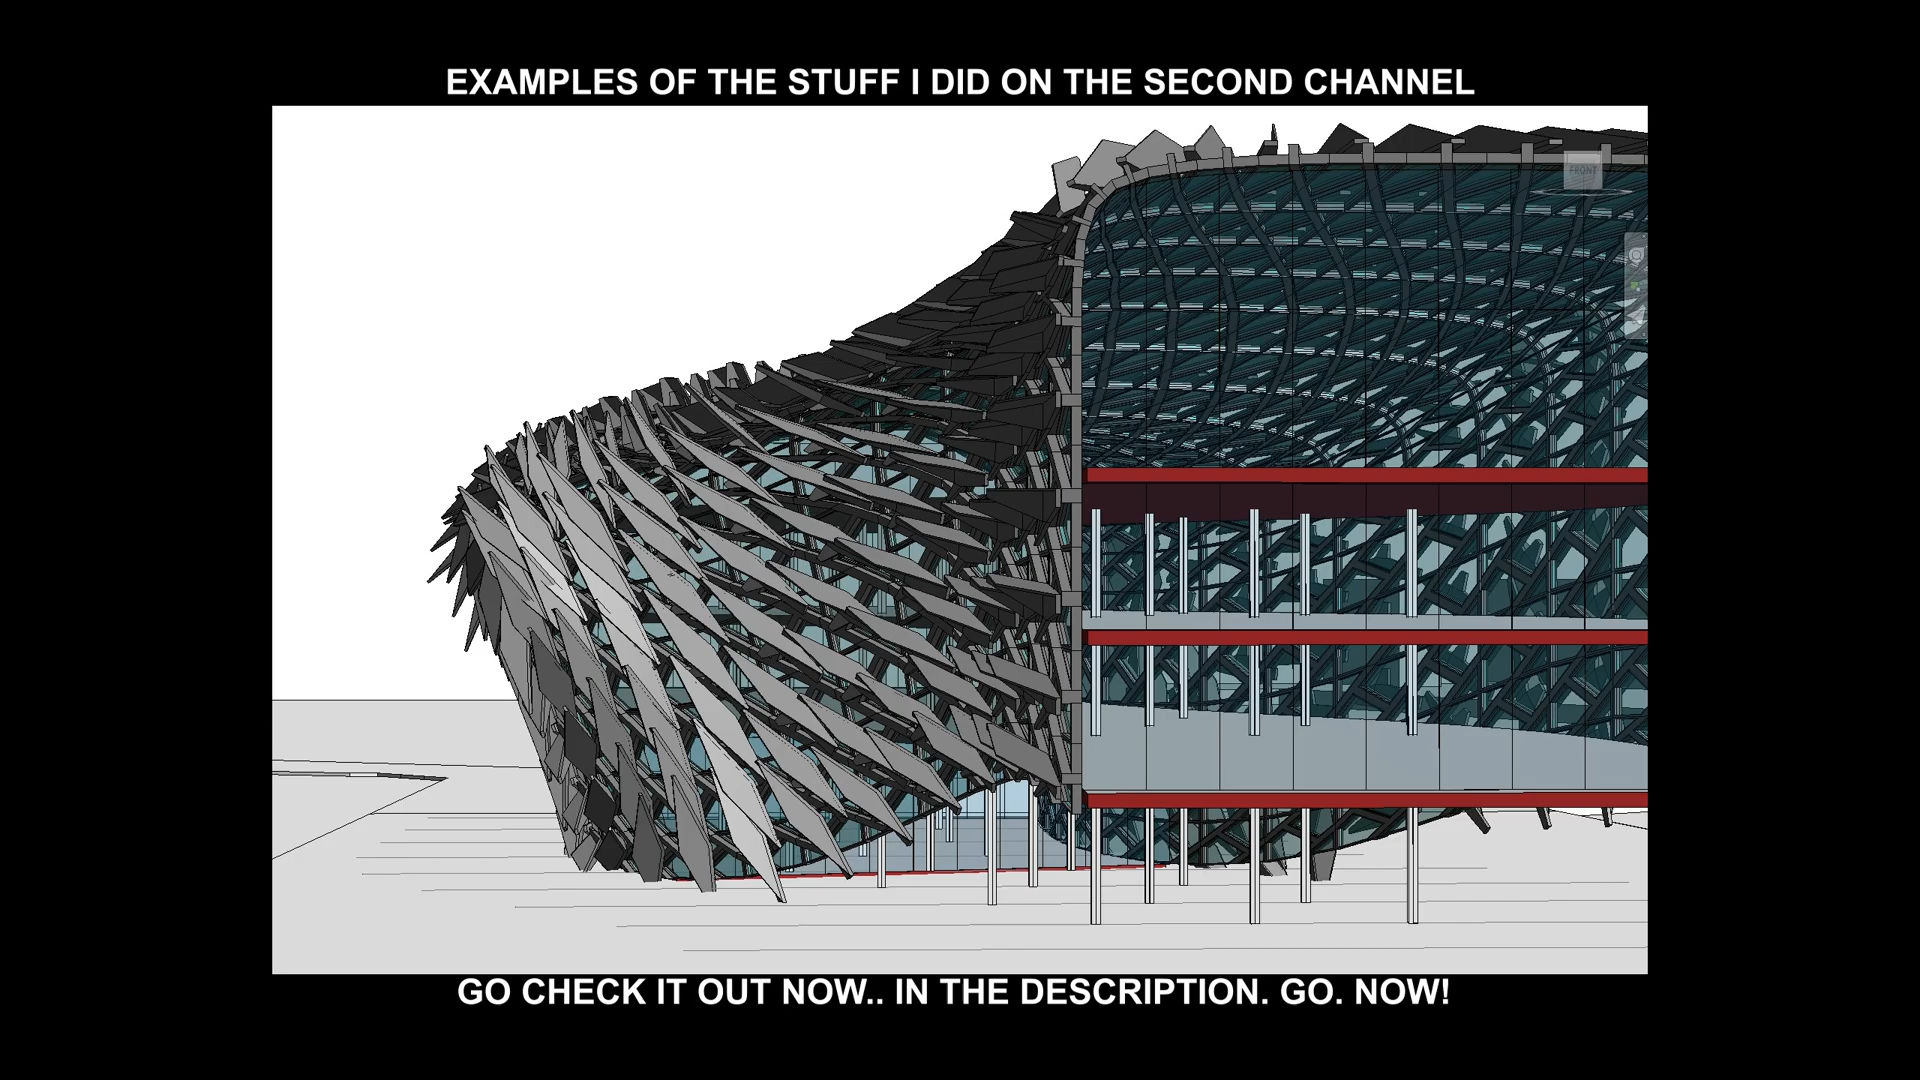 EXAMPLES OF THE STUFF I DID ON THE SECOND CHANNEL
FRONT
GO CHECK IT OUT NOW.. IN THE DESCRIPTION. GO. NOW!